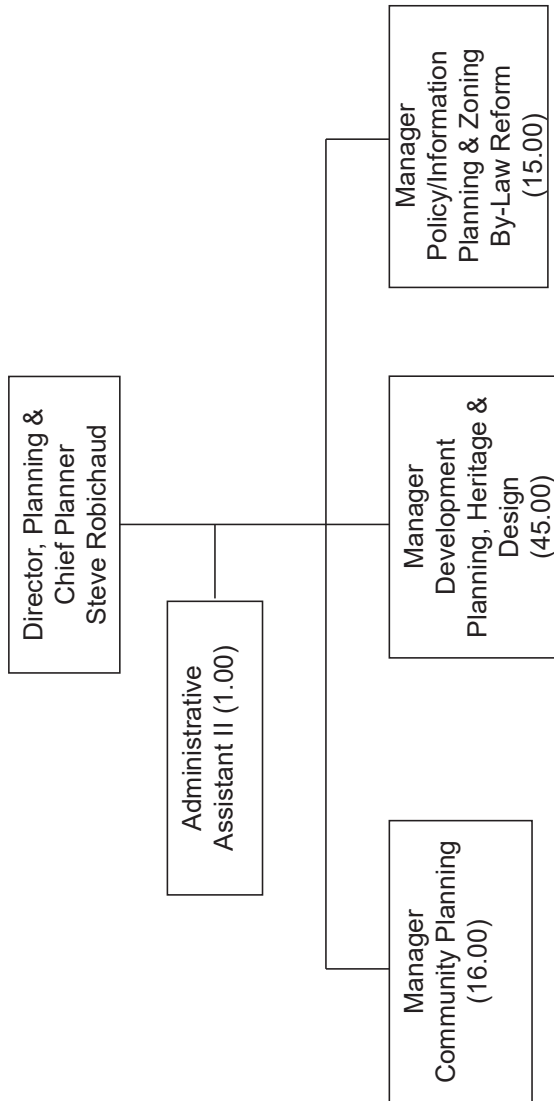 Director, Planning &
Chief Planner
Steve Robichaud
Administrative
Assistant II (1.00)
Manager
Community Planning
(16.00)
Manager
Development
Planning, Heritage &
Design
(45.00)
Manager
Policy/Information
Planning & Zoning
By-Law Reform
(15.00)